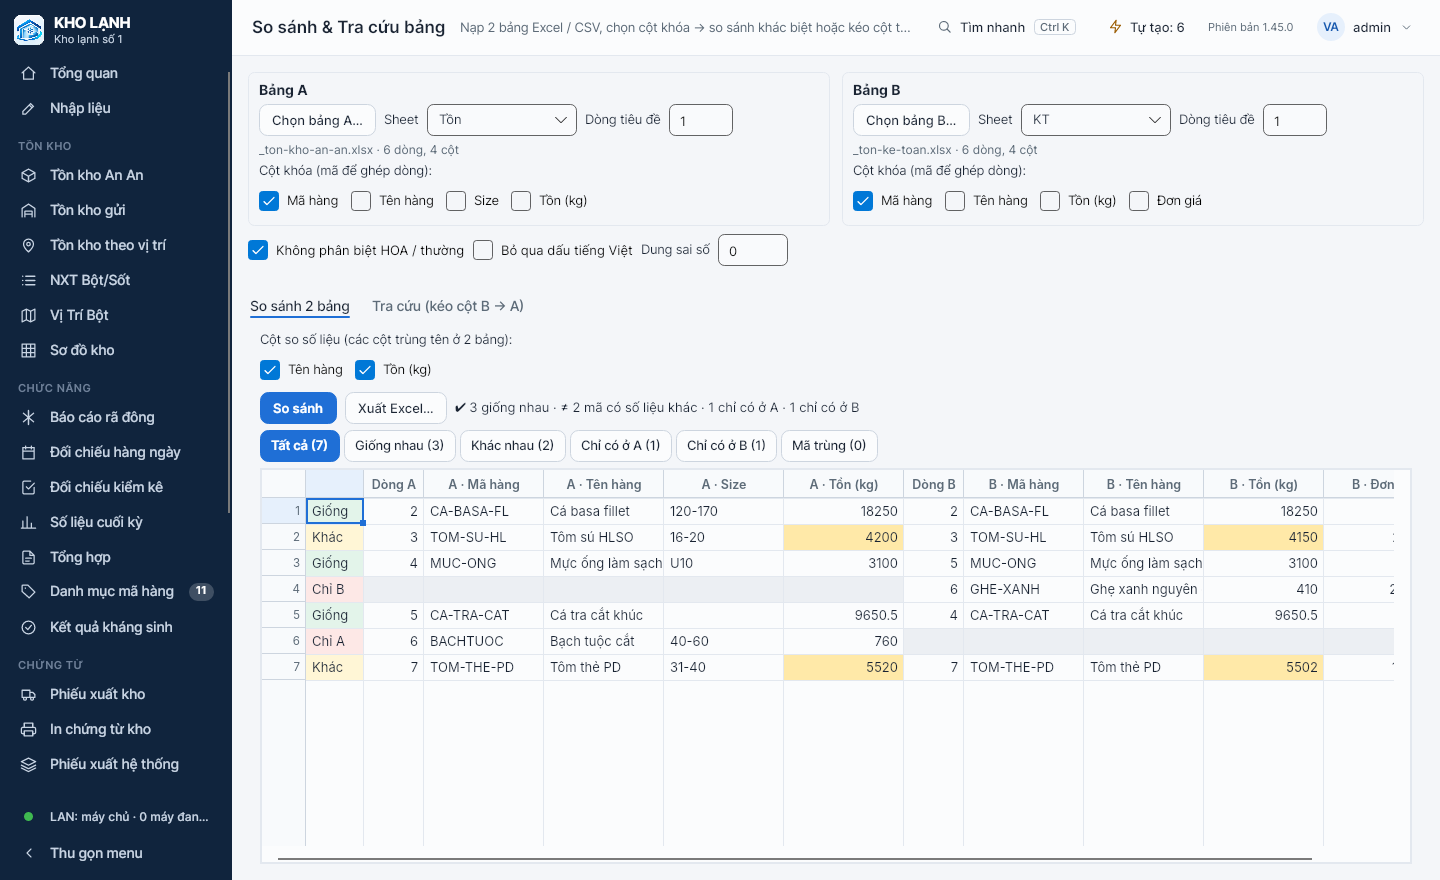 KHO LẠNH
Kho lạnh số 1
Tổng quan
Nhập liệu
TỒN KHO
Tồn kho An An
Tồn kho gửi
Tồn kho theo vị trí
NXT Bột/Sốt
Vị Trí Bột
Sơ đồ kho
CHỨC NĂNG
Báo cáo rã đông
Đối chiếu hàng ngày
Đối chiếu kiểm kê
Số liệu cuối kỳ
Tổng hợp
Danh mục mã hàng 11
Kết quả kháng sinh
CHỨNG TỪ
Phiếu xuất kho
In chứng từ kho
Phiếu xuất hệ thống
LAN: máy chủ · 0 máy đan...
Thu gọn menu
So sánh & Tra cứu bảng Nạp 2 bảng Excel / CSV, chọn cột khóa → so sánh khác biệt hoặc kéo cột t... Tìm nhanh Ctrl K Tự tạo: 6 Phiên bản 1.45.0 VA admin
Bảng A
Chọn bảng A... Sheet Tồn Dòng tiêu đề 1
_ton-kho-an-an.xlsx · 6 dòng, 4 cột
Cột khóa (mã để ghép dòng):
Mã hàng Tên hàng Size Tồn (kg)
Bảng B
Chọn bảng B... Sheet KT Dòng tiêu đề 1
_ton-ke-toan.xlsx · 6 dòng, 4 cột
Cột khóa (mã để ghép dòng):
Mã hàng Tên hàng Tồn (kg) Đơn giá
Không phân biệt HOA / thường Bỏ qua dấu tiếng Việt Dung sai số 0
So sánh 2 bảng Tra cứu (kéo cột B → A)
Cột so số liệu (các cột trùng tên ở 2 bảng):
Tên hàng Tồn (kg)
So sánh Xuất Excel... ✔ 3 giống nhau · ≠ 2 mã có số liệu khác · 1 chỉ có ở A · 1 chỉ có ở B
Tất cả (7) Giống nhau (3) Khác nhau (2) Chỉ có ở A (1) Chỉ có ở B (1) Mã trùng (0)
Dòng A A · Mã hàng A · Tên hàng A · Size A · Tồn (kg) Dòng B B · Mã hàng B · Tên hàng B · Tồn (kg) B · Đơn
1 Giống 2 CA-BASA-FL Cá basa fillet 120-170 18250 2 CA-BASA-FL Cá basa fillet 18250
2 Khác 3 TOM-SU-HL Tôm sú HLSO 16-20 4200 3 TOM-SU-HL Tôm sú HLSO 4150
3 Giống 4 MUC-ONG Mực ống làm sạch U10 3100 5 MUC-ONG Mực ống làm sạch 3100
4 Chỉ B 6 GHE-XANH Ghẹ xanh nguyên 410 2
5 Giống 5 CA-TRA-CAT Cá tra cắt khúc 9650.5 4 CA-TRA-CAT Cá tra cắt khúc 9650.5
6 Chỉ A 6 BACHTUOC Bạch tuộc cắt 40-60 760
7 Khác 7 TOM-THE-PD Tôm thẻ PD 31-40 5520 7 TOM-THE-PD Tôm thẻ PD 5502